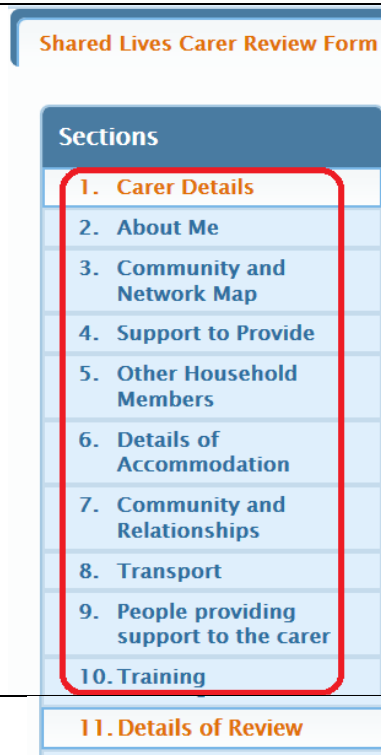 Shared Lives Carer Review Form
Sections
1. Carer Details
2. About Me
3. Community and
Network Map
4. Support to Provide
5. Other Household
Members
6. Details of
Accommodation
7. Community and
Relationships
8. Transport
9. People providing
support to the carer
10. Training
11. Details of Review